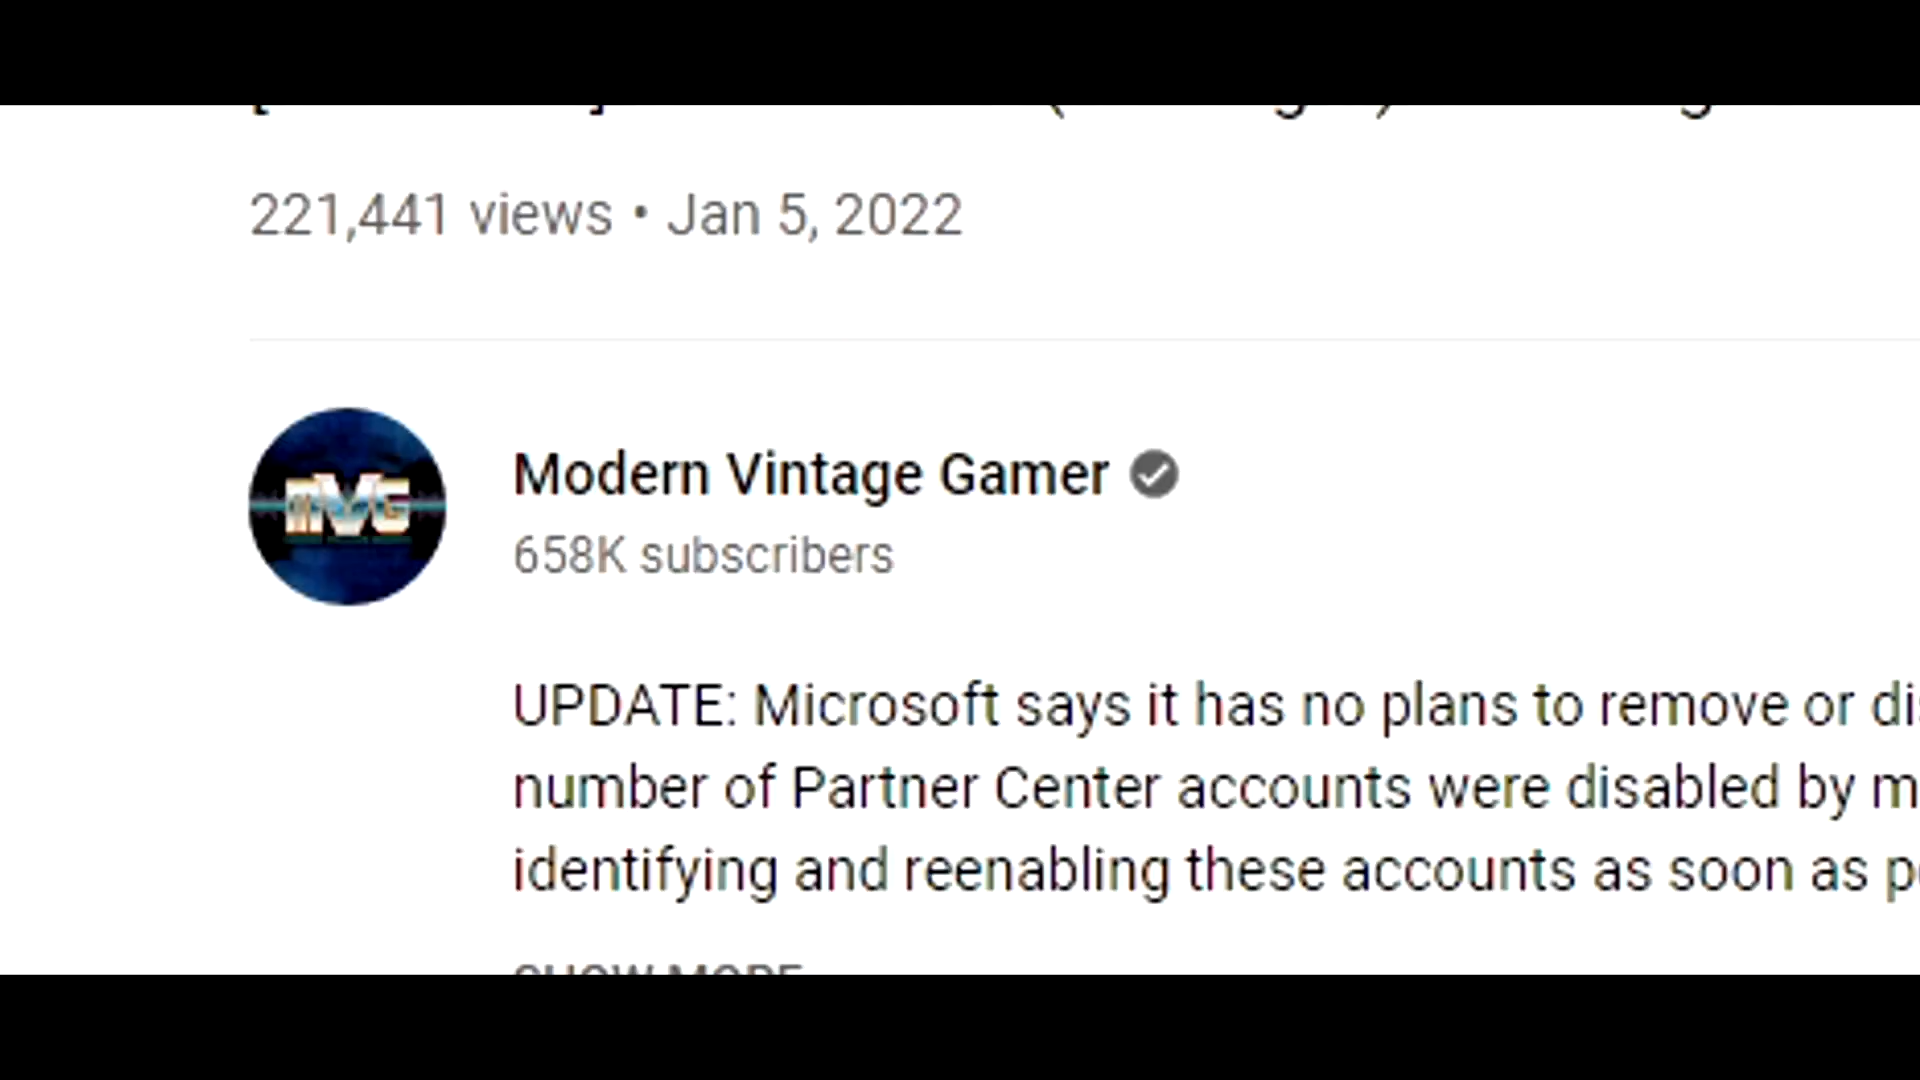 221,441 views • Jan 5, 2022
MVG
Modern Vintage Gamer
658K subscribers
UPDATE: Microsoft says it has no plans to remove or
number of Partner Center accounts were disabled by
identifying and reenabling these accounts as soon as
SHOW MORE